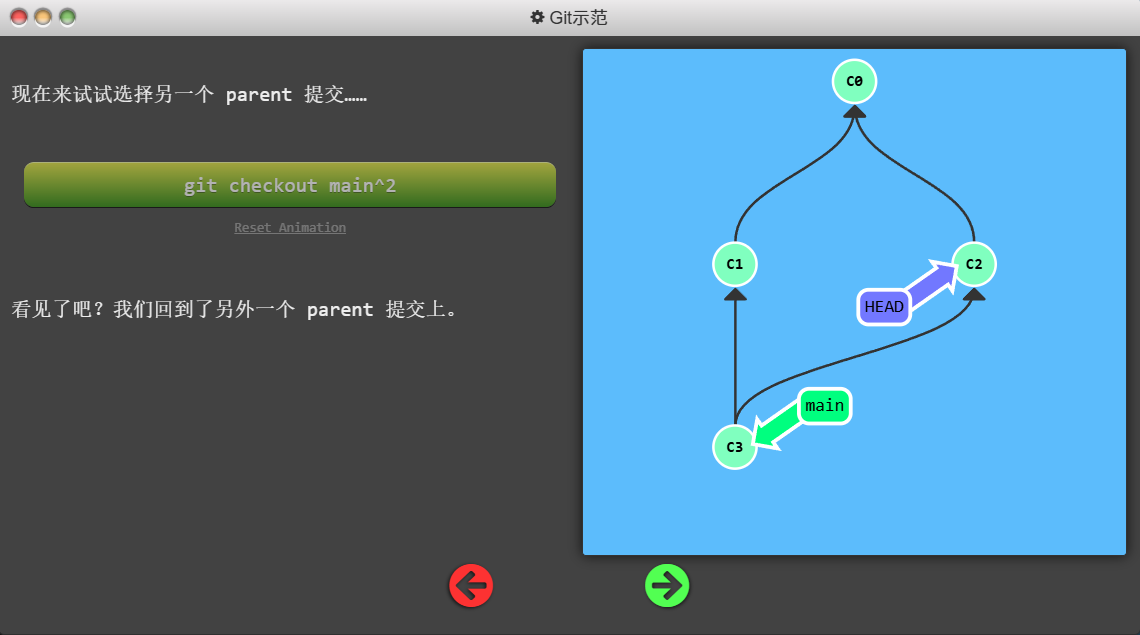 Git示范
现在来试试选择另一个 parent 提交……
git checkout main^2
Reset Animation
看见了吧？我们回到了另外一个 parent 提交上。
C0
C1
C2
HEAD
main
C3